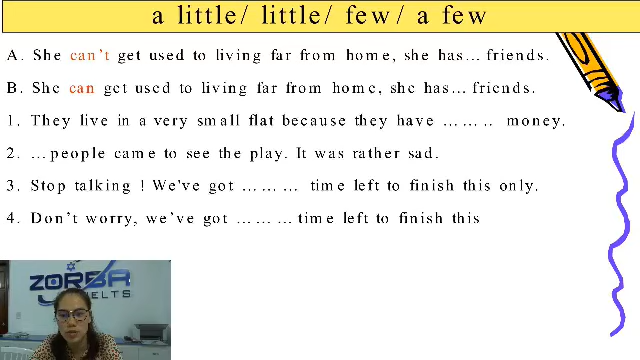 a little/ little/ few/ a few
A. She can't get used to living far from home, she has… friends.
B. She can get used to living far from home, she has… friends.
1. They live in a very small flat because they have …….. money.
2. …people came to see the play. It was rather sad.
3. Stop talking ! We've got ……… time left to finish this only.
4. Don't worry, we've got ………time left to finish this
ZORBA
IELTS